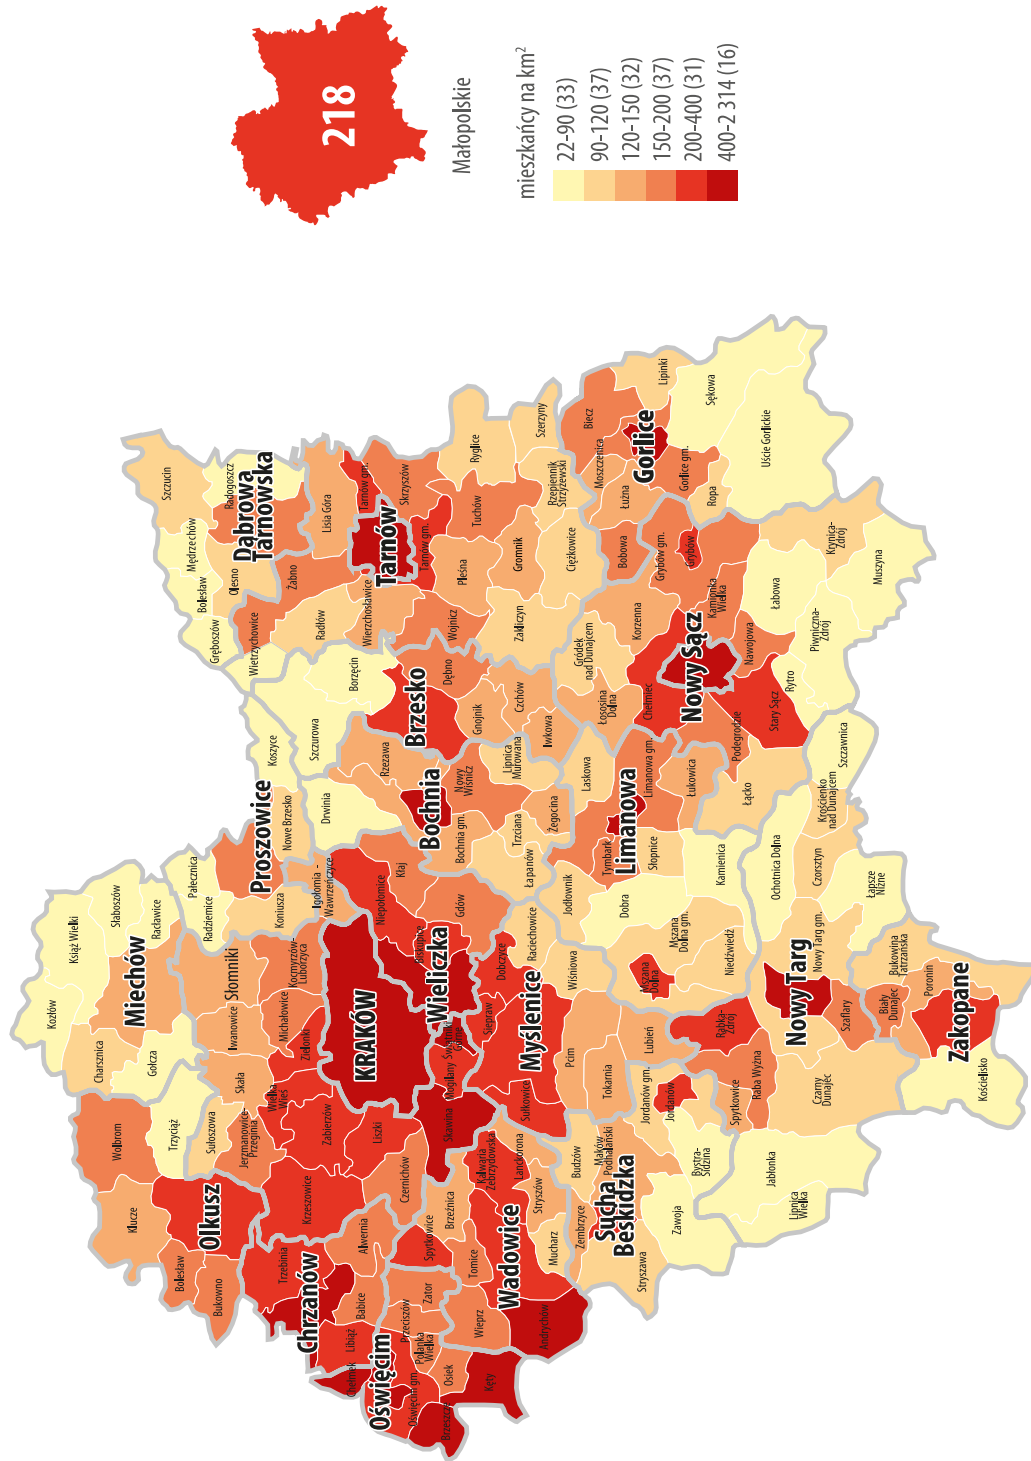 218
Małopolskie
mieszkańcy na km²
22-90 (33)
90-120 (37)
120-150 (32)
150-200 (37)
200-400 (31)
400-2 314 (16)
Kozłów
Książ Wielki
Charsznica
Miechów
Słaboszów
Racławice
Gołcza
Wolbrom
Trzyciąż
Klucze
Olkusz
Bolesław
Bukowno
Sułoszowa
Skała
Jerzmanowice-
Przeginia
Iwanowice
Słomniki
Radziemice
Pałecznica
Proszowice
Koniusza
Nowe Brzesko
Koszyce
Igołomia -
Wawrzeńczyce
Kocmyrzów-
Luborzyca
Michałowice
Zielonki
Wielka
Wieś
Zabierzów
Liszki
Krzeszowice
Czernichów
KRAKÓW
Skawina
Mogilany
Świątniki
Górne
Wieliczka
Biskupice
Niepołomice
Kłaj
Gdów
Trzebinia
Chrzanów
Libiąż
Babice
Alwernia
Chełmek
Oświęcim
Oświęcim gm.
Brzeszcze
Kęty
Osiek
Polanka
Wielka
Przeciszów
Zator
Spytkowice
Brzeźnica
Tomice
Wieprz
Andrychów
Wadowice
Kalwaria
Zebrzydowska
Lanckorona
Stryszów
Mucharz
Sułkowice
Myślenice
Siepraw
Dobczyce
Raciechowice
Wiśniowa
Pcim
Tokarnia
Lubień
Zembrzyce
Budzów
Maków
Podhalański
Sucha
Beskidzka
Stryszawa
Zawoja
Bystra-
Sidzina
Jordanów gm.
Jordanów
Drwinia
Szczurowa
Borzęcin
Rzezawa
Bochnia
Bochnia gm.
Nowy
Wiśnicz
Lipnica
Murowana
Trzciana
Żegocina
Łapanów
Brzesko
Dębno
Gnojnik
Czchów
Iwkowa
Gręboszów
Bolesław
Mędrzechów
Szczucin
Olesno
Radgoszcz
Dąbrowa
Tarnowska
Wietrzychowice
Żabno
Radłów
Lisia Góra
Wierzchosławice
Tarnów
Tarnów gm.
Tarnów gm.
Skrzyszów
Wojnicz
Pleśna
Tuchów
Ryglice
Szerzyny
Zakliczyn
Gromnik
Ciężkowice
Rzepiennik
Strzyżewski
Jodłownik
Tymbark
Limanowa
Limanowa gm.
Laskowa
Słopnice
Łukowica
Dobra
Kamienica
Mszana
Dolna gm.
Mszana
Dolna
Niedźwiedź
Gródek
nad Dunajcem
Łososina
Dolna
Korzenna
Chełmiec
Nowy Sącz
Kamionka
Wielka
Grybów gm.
Grybów
Nawojowa
Podegrodzie
Stary Sącz
Łącko
Rytro
Piwniczna-
Zdrój
Łabowa
Krynica-
Zdrój
Muszyna
Biecz
Moszczenica
Gorlice
Gorlice gm.
Lipinki
Łużna
Bobowa
Ropa
Sękowa
Uście Gorlickie
Rabka-
Zdrój
Raba Wyżna
Spytkowice
Jabłonka
Lipnica
Wielka
Czarny
Dunajec
Nowy Targ
Nowy Targ gm.
Szaflary
Ochotnica Dolna
Czorsztyn
Krościenko
nad Dunajcem
Szczawnica
Łapsze
Niżne
Bukowina
Tatrzańska
Biały
Dunajec
Poronin
Zakopane
Kościelisko